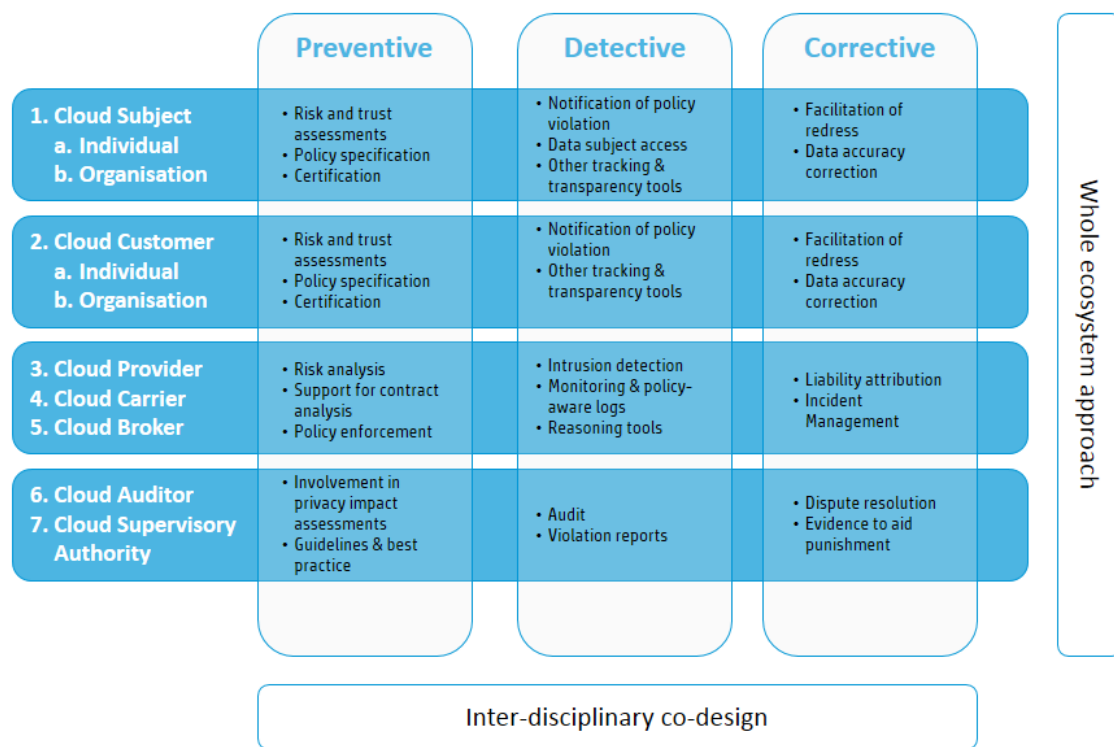 Preventive
Detective
Corrective
1. Cloud Subject
a. Individual
b. Organisation
• Risk and trust
assessments
• Policy specification
• Certification
• Notification of policy
violation
• Data subject access
• Other tracking &
transparency tools
• Facilitation of
redress
• Data accuracy
correction
2. Cloud Customer
a. Individual
b. Organisation
• Risk and trust
assessments
• Policy specification
• Certification
• Notification of policy
violation
• Other tracking &
transparency tools
• Facilitation of
redress
• Data accuracy
correction
3. Cloud Provider
4. Cloud Carrier
5. Cloud Broker
• Risk analysis
• Support for contract
analysis
• Policy enforcement
• Intrusion detection
• Monitoring & policy-
aware logs
• Reasoning tools
• Liability attribution
• Incident
Management
6. Cloud Auditor
7. Cloud Supervisory
Authority
• Involvement in
privacy impact
assessments
• Guidelines & best
practice
• Audit
• Violation reports
• Dispute resolution
• Evidence to aid
punishment
Whole ecosystem approach
Inter-disciplinary co-design